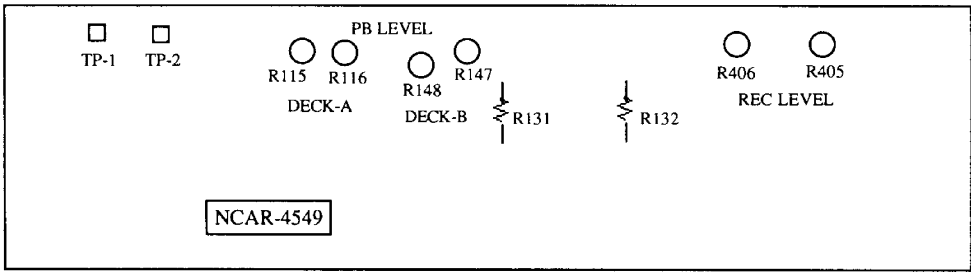 PB LEVEL
TP-1 TP-2
R115 R116 R148 R147
R406 R405
DECK-A DECK-B
REC LEVEL
R131 R132
NCAR-4549